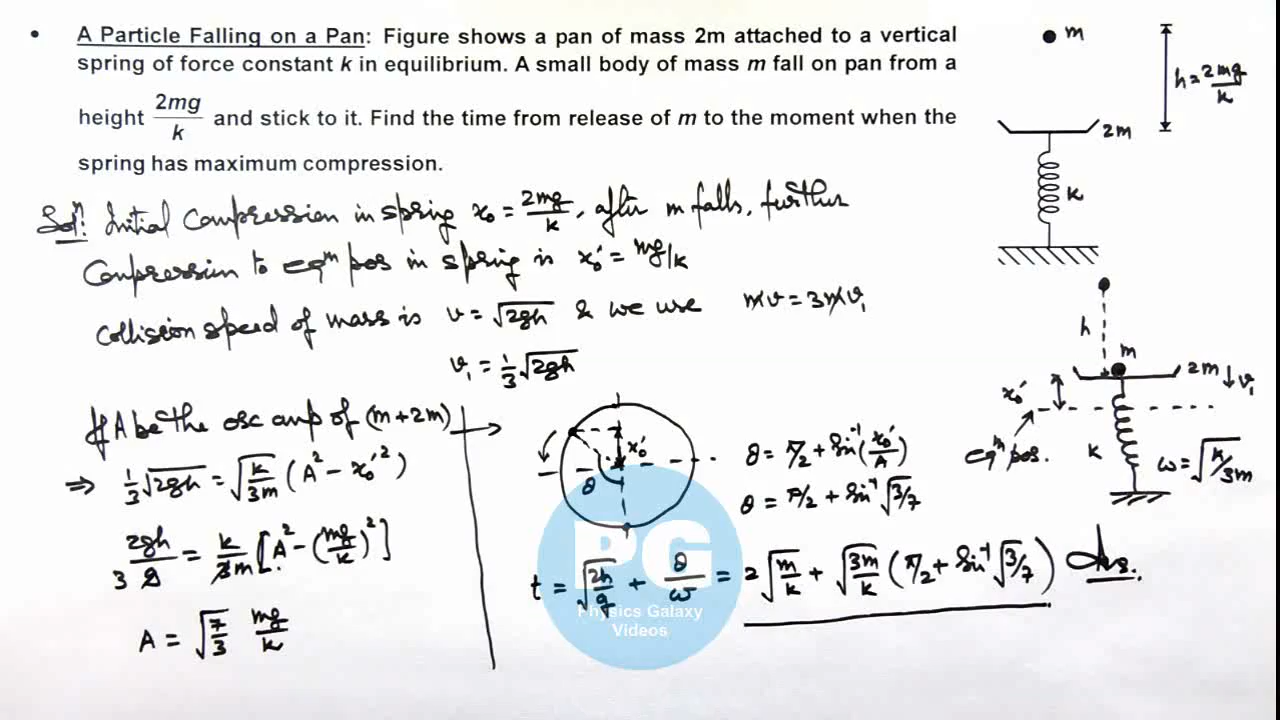 • A Particle Falling on a Pan: Figure shows a pan of mass 2m attached to a vertical
spring of force constant k in equilibrium. A small body of mass m fall on pan from a
height 2mg/k and stick to it. Find the time from release of m to the moment when the
spring has maximum compression.
m
h = 2mg/k
2m
k
Soln: Initial Compression in spring x₀ = 2mg/k, after m falls, further
Compression to eqm pos in spring is x₀' = mg/k
Collision speed of mass is v = √2gh & we use mv = 3mv₁
v₁ = 1/3 √2gh
h
m
2m
v₁
x₀'
eqm pos.
k
ω = √k/3m
If A be the osc amp of (m+2m)
⇒ 1/3 √2gh = √k/3m (A² - x₀'²)
2gh/9 = k/3m [A² - (mg/k)²]
3
A = √7/3 mg/k
x₀'
θ
θ = π/2 + sin⁻¹(x₀'/A)
θ = π/2 + sin⁻¹√3/7
t = √2h/g + θ/ω = 2√m/k + √3m/k (π/2 + sin⁻¹√3/7) Ans.
PG
Physics Galaxy
Videos